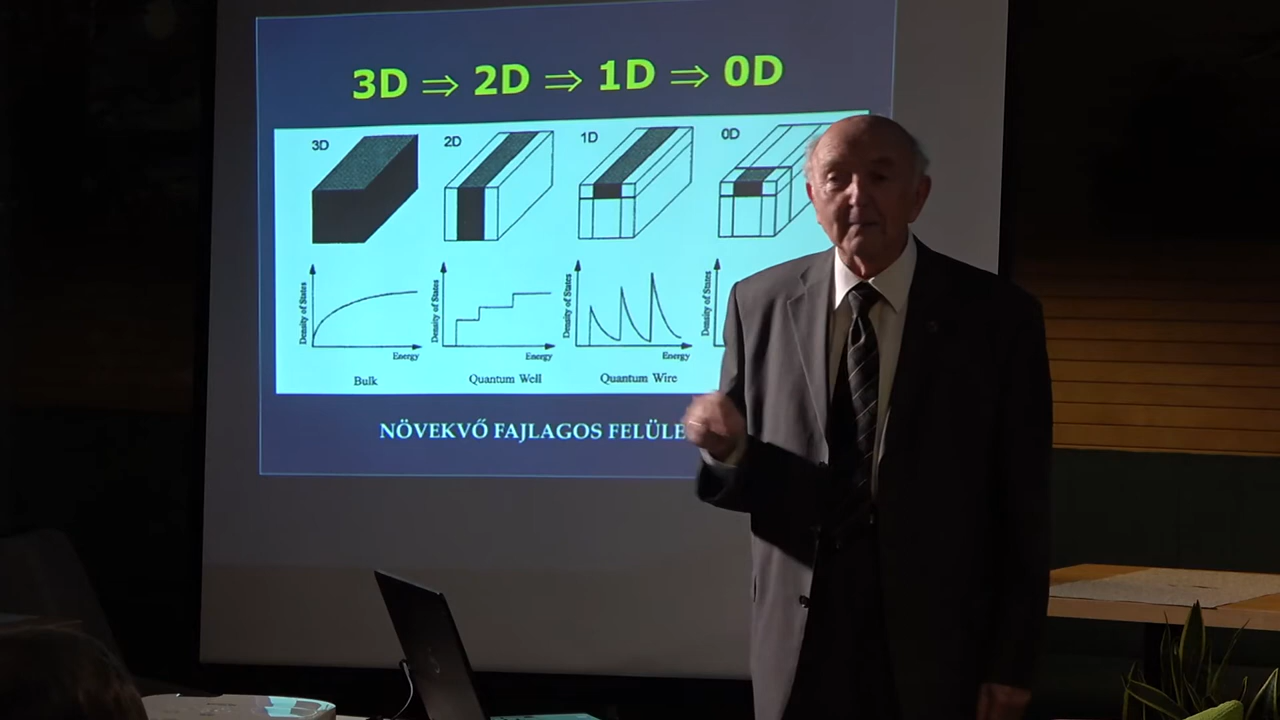 3D ⇒ 2D ⇒ 1D ⇒ 0D
3D 2D 1D 0D
Density of States Density of States Density of States Density of States
Energy Energy Energy
Bulk Quantum Well Quantum Wire
NÖVEKVŐ FAJLAGOS FELÜLE